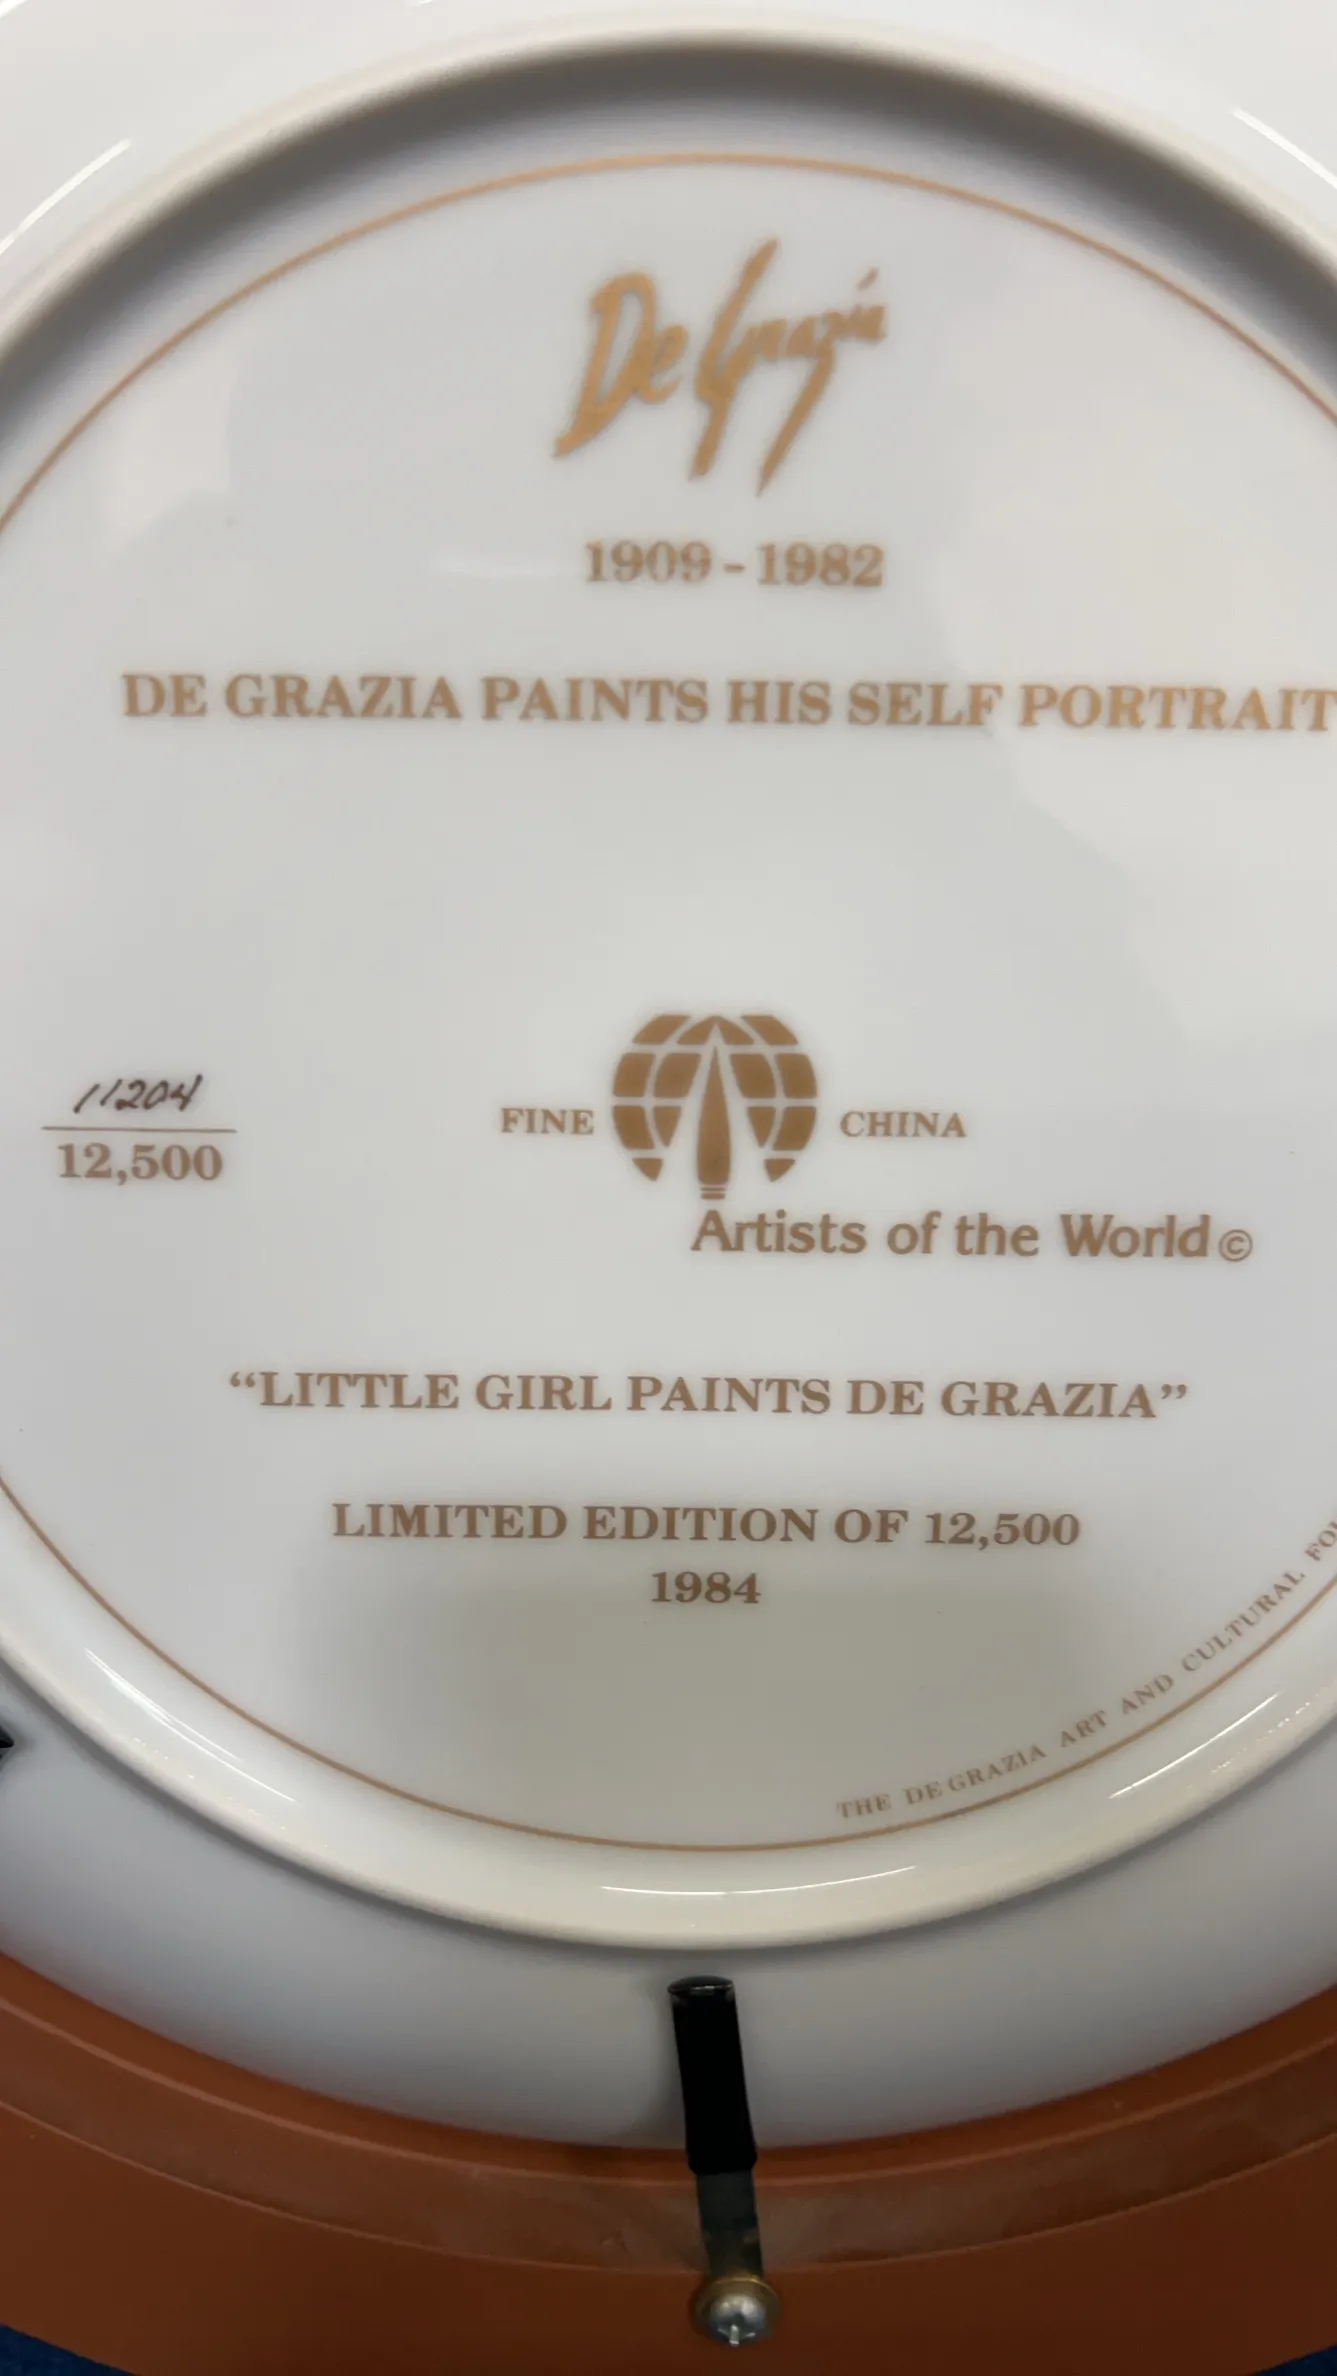 De Grazia
1909 - 1982
DE GRAZIA PAINTS HIS SELF PORTRAIT
11204
12,500
FINE CHINA
Artists of the World ©
“LITTLE GIRL PAINTS DE GRAZIA”
LIMITED EDITION OF 12,500
1984
THE DE GRAZIA ART AND CULTURAL